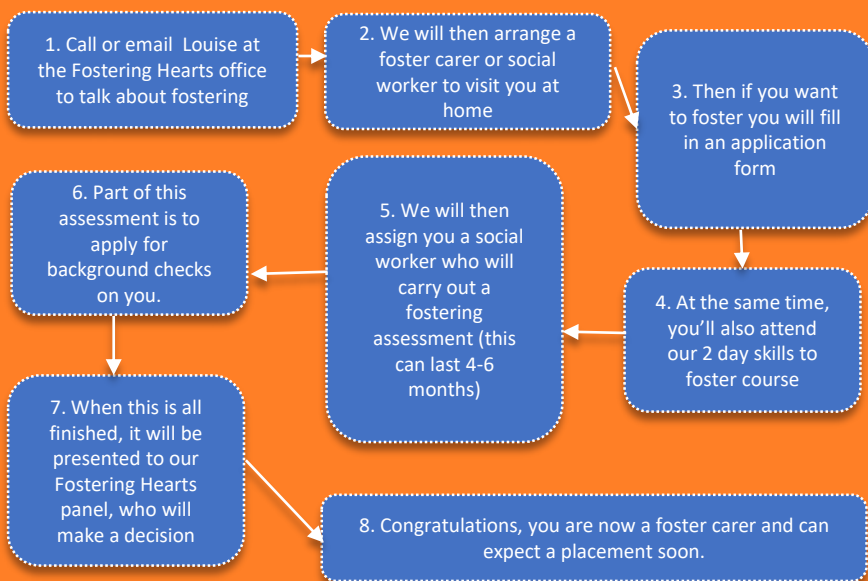 1. Call or email Louise at
the Fostering Hearts office
to talk about fostering
2. We will then arrange a
foster carer or social
worker to visit you at
home
3. Then if you want
to foster you will fill
in an application
form
4. At the same time,
you'll also attend
our 2 day skills to
foster course
5. We will then
assign you a social
worker who will
carry out a
fostering
assessment (this
can last 4-6
months)
6. Part of this
assessment is to
apply for
background checks
on you.
7. When this is all
finished, it will be
presented to our
Fostering Hearts
panel, who will
make a decision
8. Congratulations, you are now a foster carer and can
expect a placement soon.